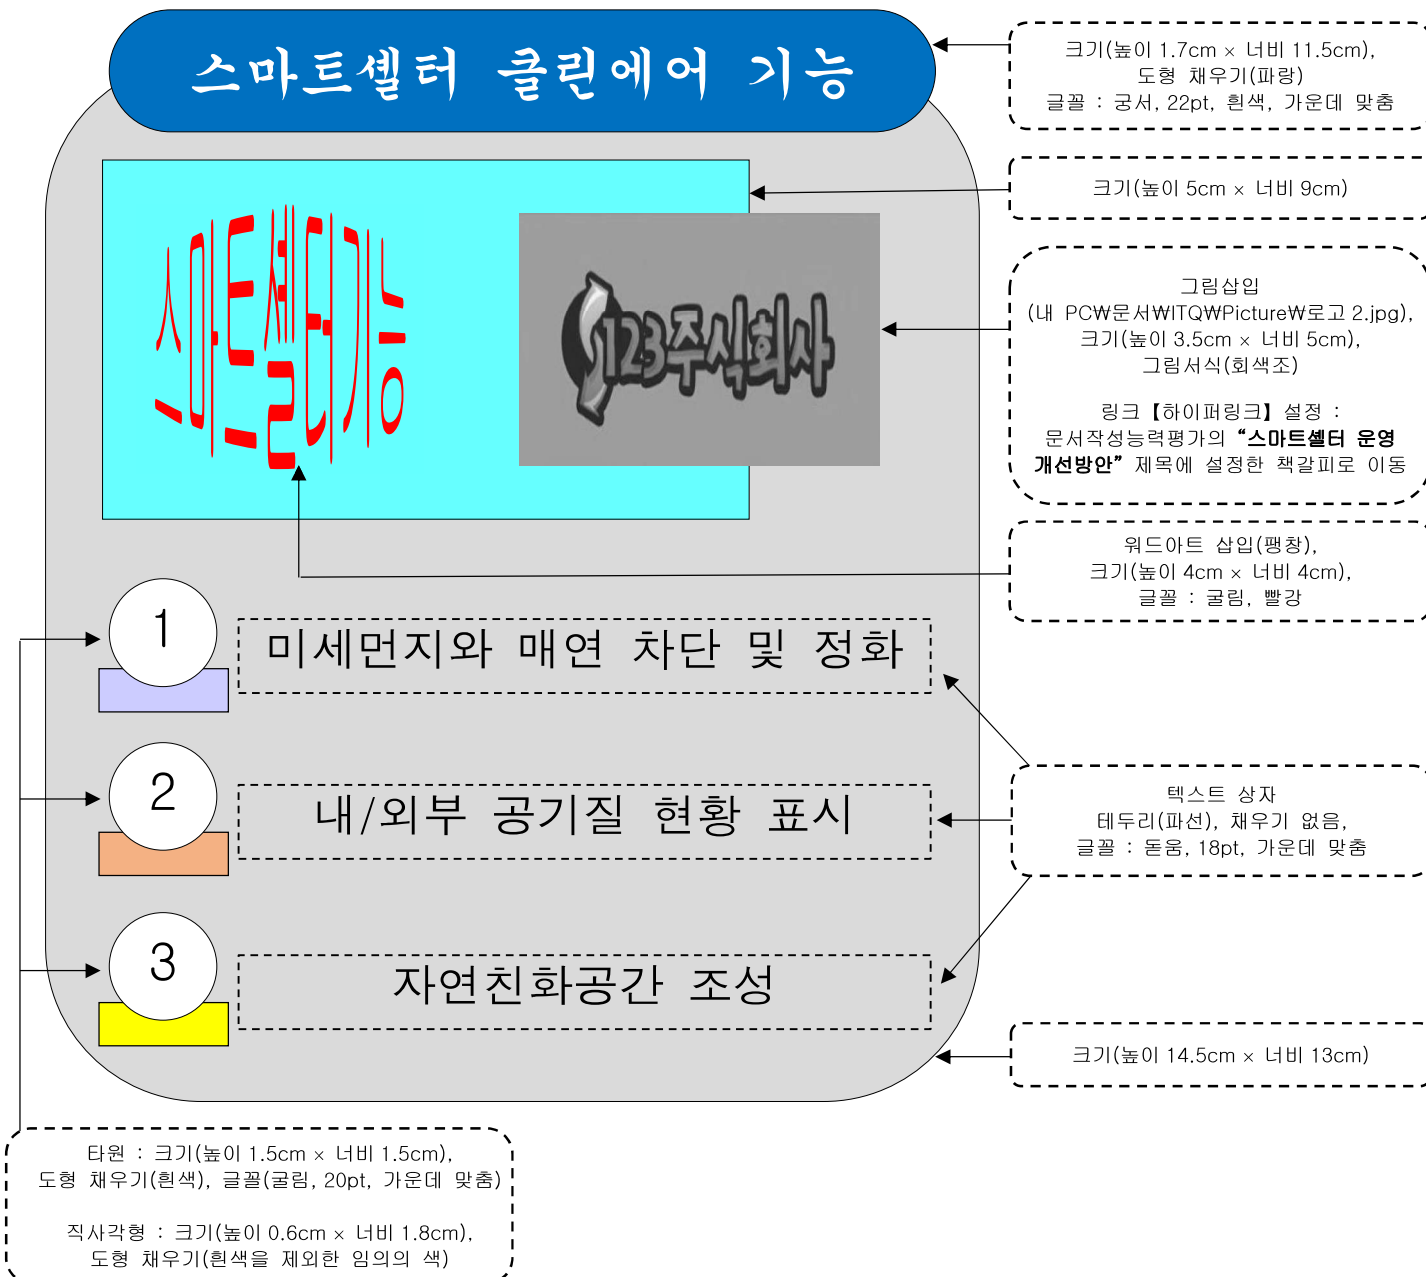 스마트셸터 클린에어 기능
크기(높이 1.7cm × 너비 11.5cm),
도형 채우기(파랑)
글꼴 : 궁서, 22pt, 흰색, 가운데 맞춤
크기(높이 5cm × 너비 9cm)
스마트셸터기능
123주식회사
그림삽입
(내 PC₩문서₩ITQ₩Picture₩로고 2.jpg),
크기(높이 3.5cm × 너비 5cm),
그림서식(회색조)
링크【하이퍼링크】설정 :
문서작성능력평가의 “스마트셸터 운영
개선방안” 제목에 설정한 책갈피로 이동
워드아트 삽입(팽창),
크기(높이 4cm × 너비 4cm),
글꼴 : 굴림, 빨강
1
미세먼지와 매연 차단 및 정화
2
내/외부 공기질 현황 표시
텍스트 상자
테두리(파선), 채우기 없음,
글꼴 : 돋움, 18pt, 가운데 맞춤
3
자연친화공간 조성
크기(높이 14.5cm × 너비 13cm)
타원 : 크기(높이 1.5cm × 너비 1.5cm),
도형 채우기(흰색), 글꼴(굴림, 20pt, 가운데 맞춤)
직사각형 : 크기(높이 0.6cm × 너비 1.8cm),
도형 채우기(흰색을 제외한 임의의 색)